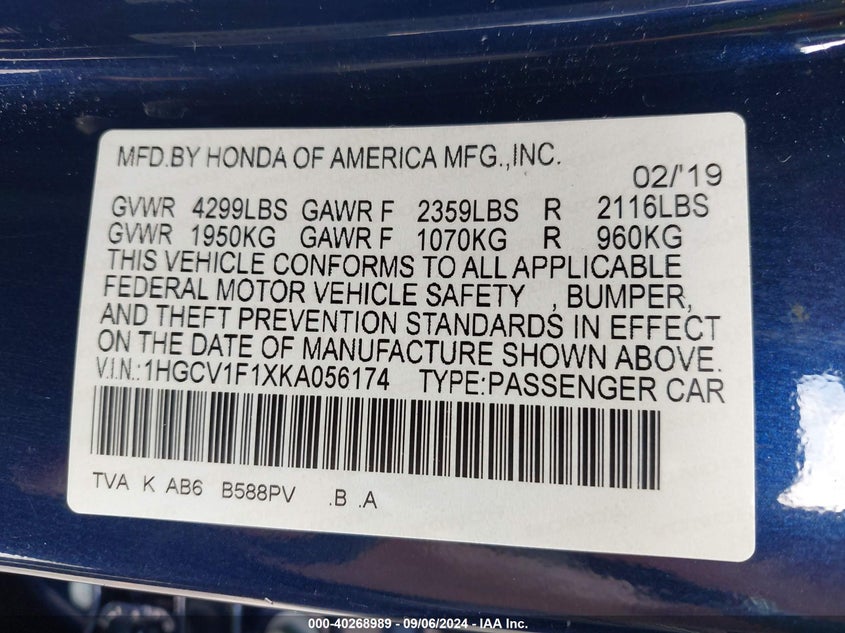 MFD.BY HONDA OF AMERICA MFG.,INC.
02/'19
GVWR 4299LBS GAWR F 2359LBS R 2116LBS
GVWR 1950KG GAWR F 1070KG R 960KG
THIS VEHICLE CONFORMS TO ALL APPLICABLE
FEDERAL MOTOR VEHICLE SAFETY , BUMPER,
AND THEFT PREVENTION STANDARDS IN EFFECT
ON THE DATE OF MANUFACTURE SHOWN ABOVE.
V.I.N.:1HGCV1F1XKA056174 TYPE:PASSENGER CAR
TVA K AB6 B588PV .B .A
000-40268989 - 09/06/2024 - IAA Inc.